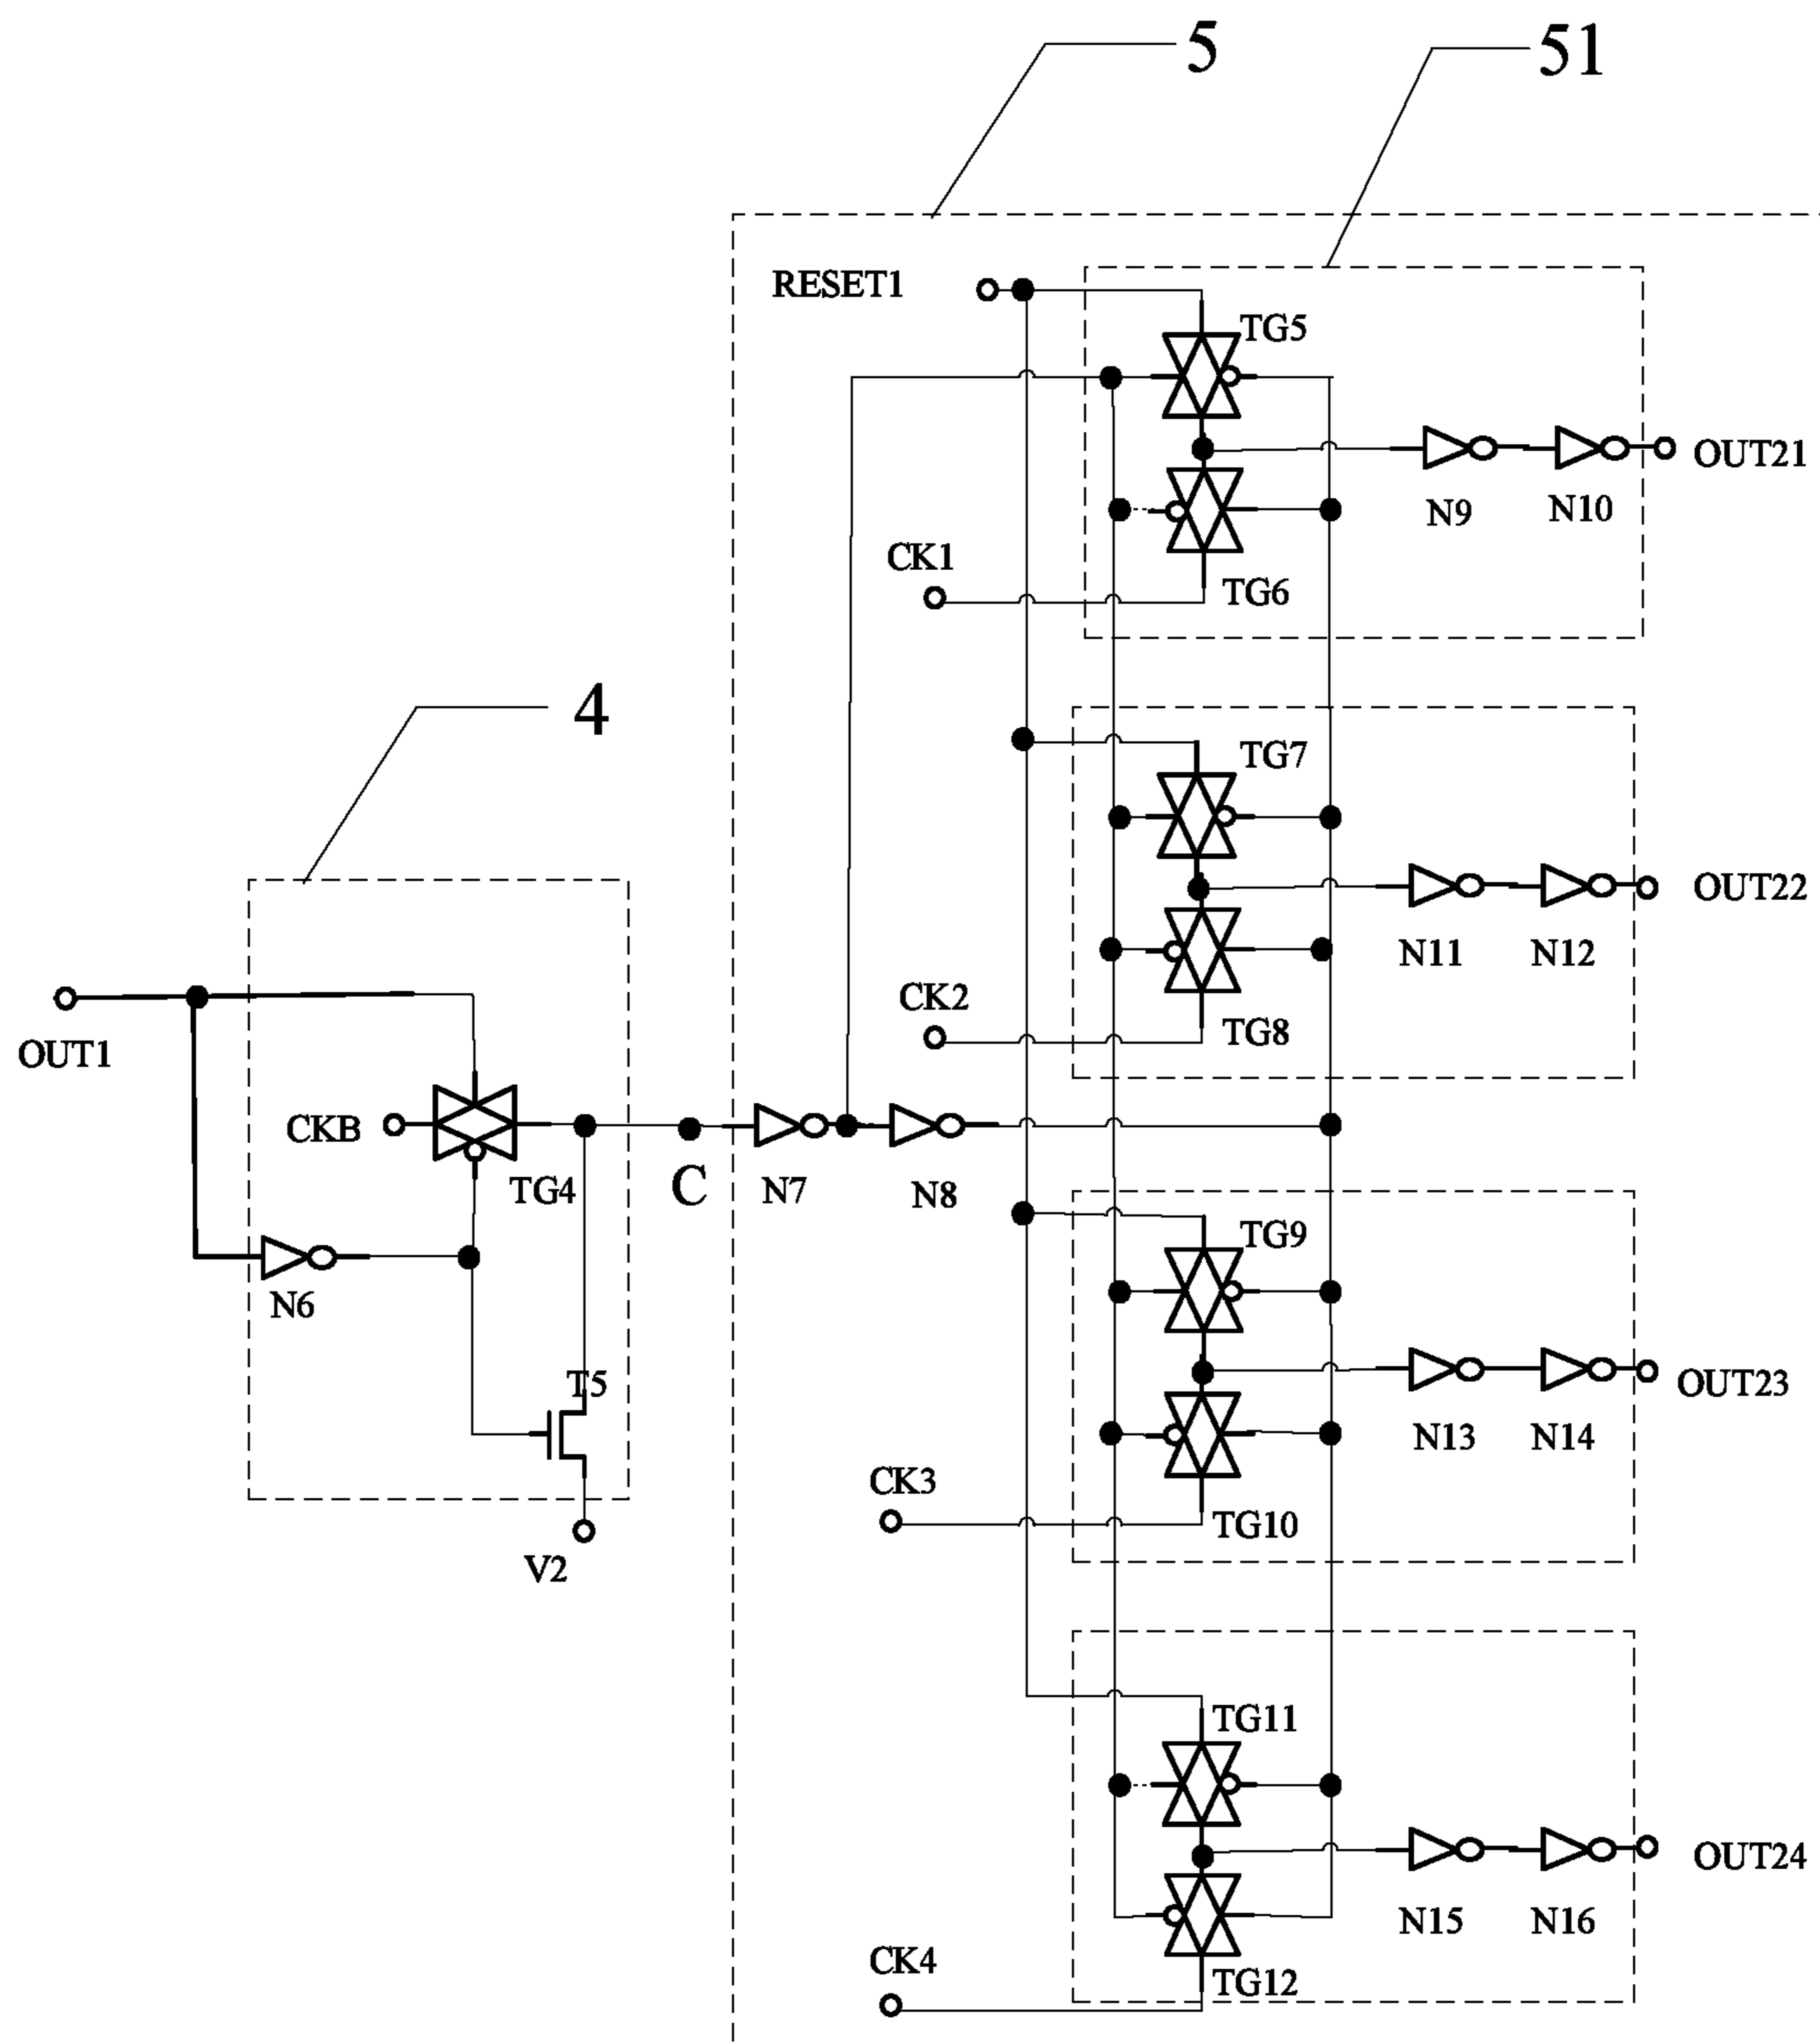 5
51
RESET1
TG5
OUT21
N9
N10
CK1
TG6
4
TG7
OUT22
N11
N12
CK2
TG8
OUT1
CKB
TG4
C
N7
N8
TG9
N6
T5
OUT23
N13
N14
CK3
TG10
V2
TG11
OUT24
N15
N16
CK4
TG12